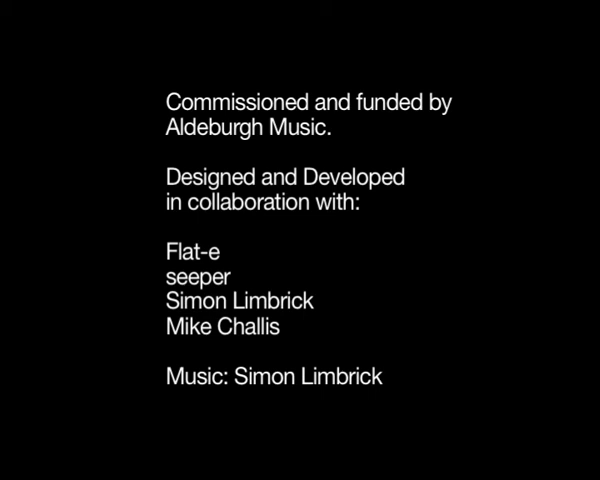 Commissioned and funded by
Aldeburgh Music.
Designed and Developed
in collaboration with:
Flat-e
seeper
Simon Limbrick
Mike Challis
Music: Simon Limbrick